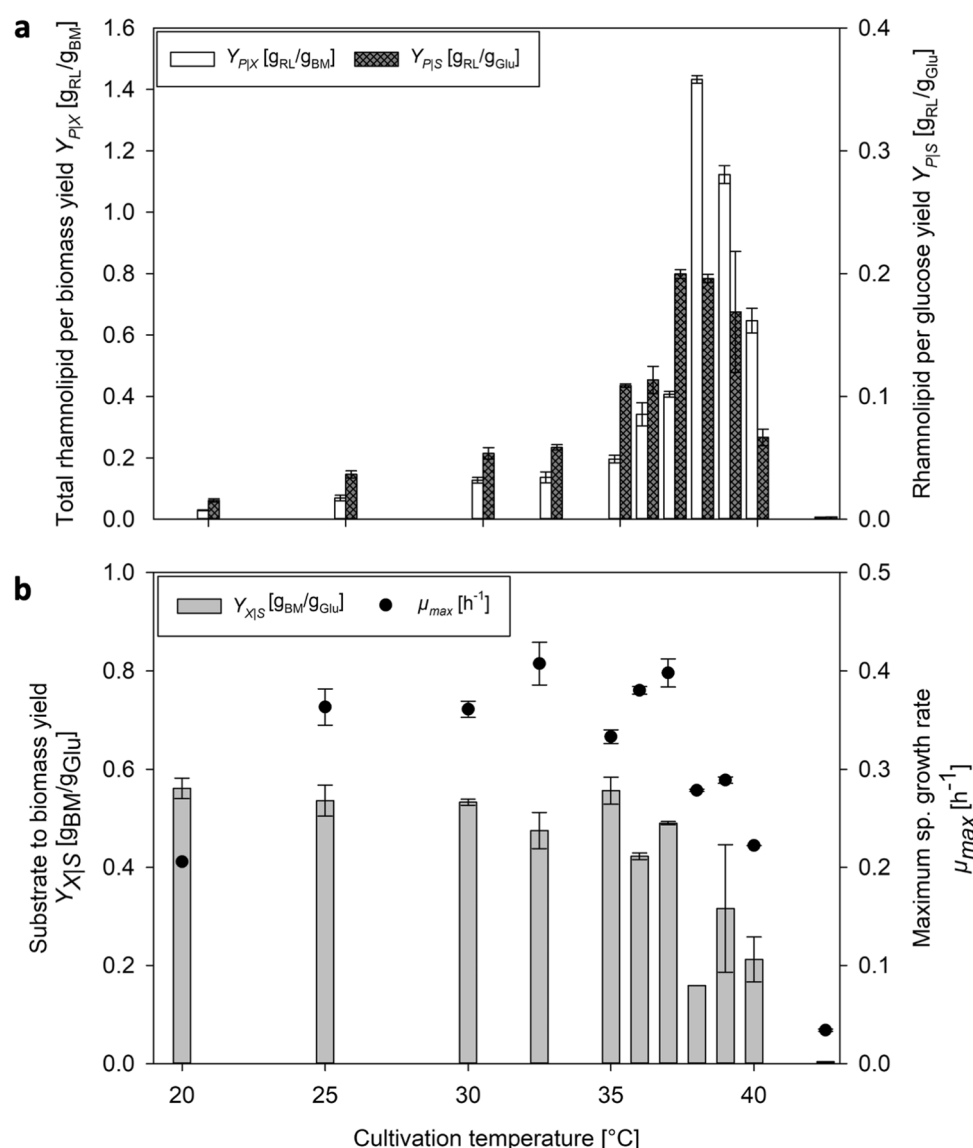 a
Total rhamnolipid per biomass yield Y_P|X [g_RL/g_BM]
1.6
1.4
1.2
1.0
0.8
0.6
0.4
0.2
0.0
Y_P|X [g_RL/g_BM]
Y_P|S [g_RL/g_Glu]
0.4
0.3
0.2
0.1
0.0
Rhamnolipid per glucose yield Y_P|S [g_RL/g_Glu]
b
Substrate to biomass yield
Y_X|S [g_BM/g_Glu]
1.0
0.8
0.6
0.4
0.2
0.0
Y_X|S [g_BM/g_Glu]
μ_max [h⁻¹]
0.5
0.4
0.3
0.2
0.1
0.0
Maximum sp. growth rate
μ_max [h⁻¹]
20
25
30
35
40
Cultivation temperature [°C]